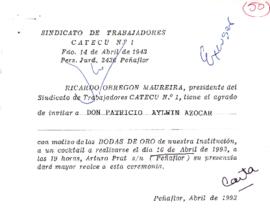 50
SINDICATO DE TRABAJADORES
CATECU N.º 1
Fdo. 14 de Abril de 1943
Pers. Jurd. 2436 Peñaflor
Excusas
RICARDO ORREGON MAUREIRA, presidente del
Sindicato de Trabajadores CATECU N.º 1, tiene el agrado
de invitar a DON PATRICIO AYLWIN AZOCAR
con motivo de las BODAS DE ORO de nuestra Institución,
a un cocktail a realizarse el día 16 de Abril de 1993, a
las 19 horas, Arturo Prat s/n (Peñaflor) su presencia
dará mayor realce a esta ceremonia.
Carta
Peñaflor, Abril de 1993